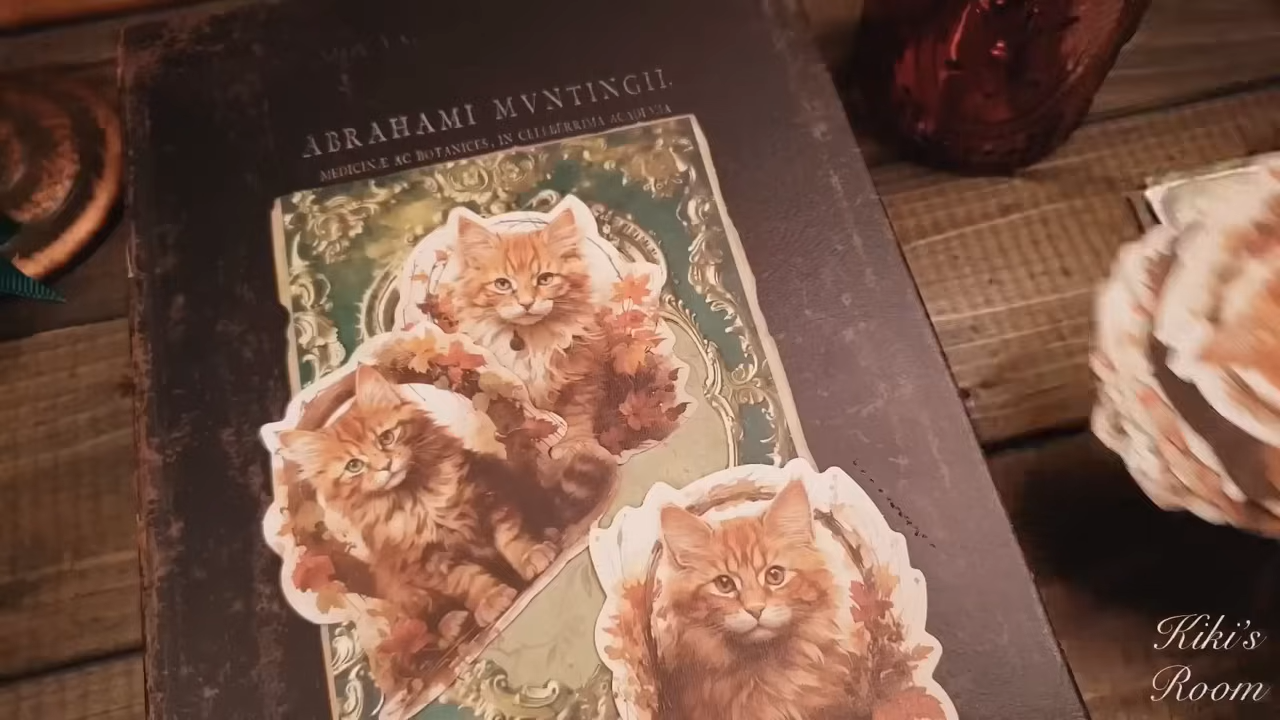 ABRAHAMI MVNTINGII,
MEDICINÆ AC BOTANICES, IN CELEBERRIMA ACADEMIA
Kiki's
Room